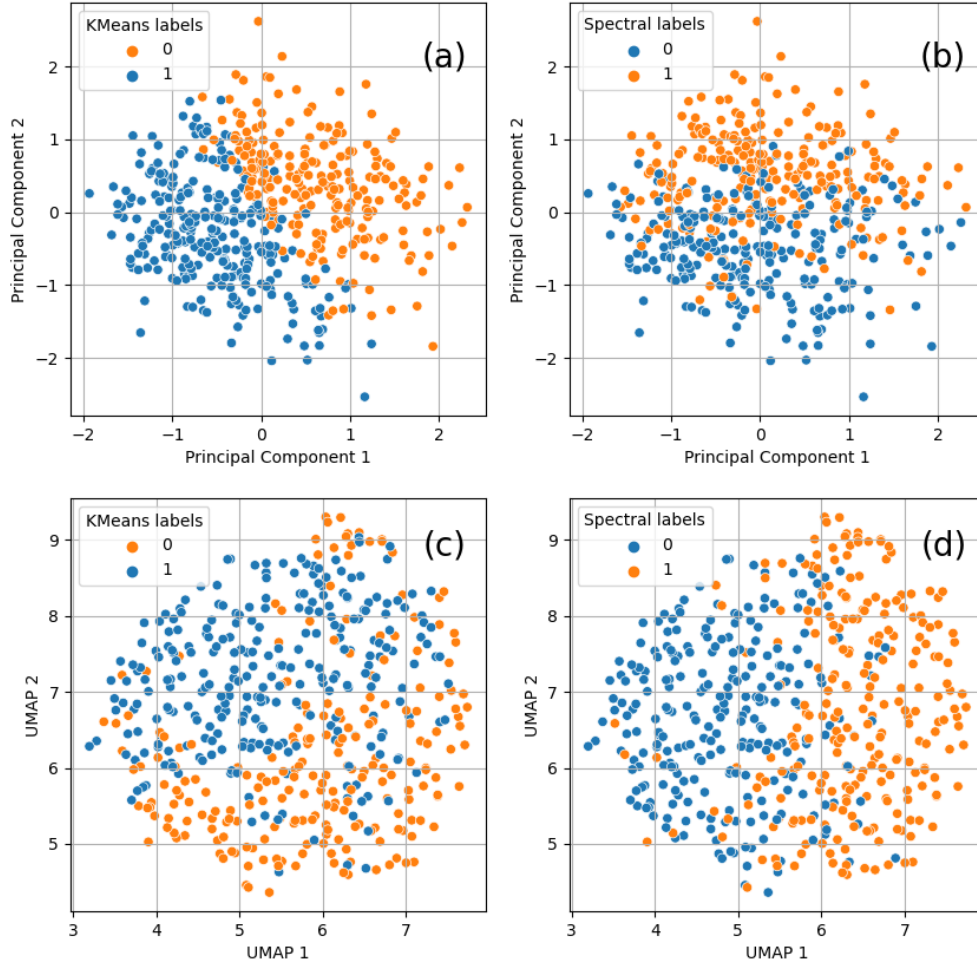 KMeans labels
0
1
(a)
Principal Component 2
2
1
0
−1
−2
−2 −1 0 1 2
Principal Component 1
Spectral labels
0
1
(b)
Principal Component 2
2
1
0
−1
−2
−2 −1 0 1 2
Principal Component 1
KMeans labels
0
1
(c)
UMAP 2
9
8
7
6
5
3 4 5 6 7
UMAP 1
Spectral labels
0
1
(d)
UMAP 2
9
8
7
6
5
3 4 5 6 7
UMAP 1